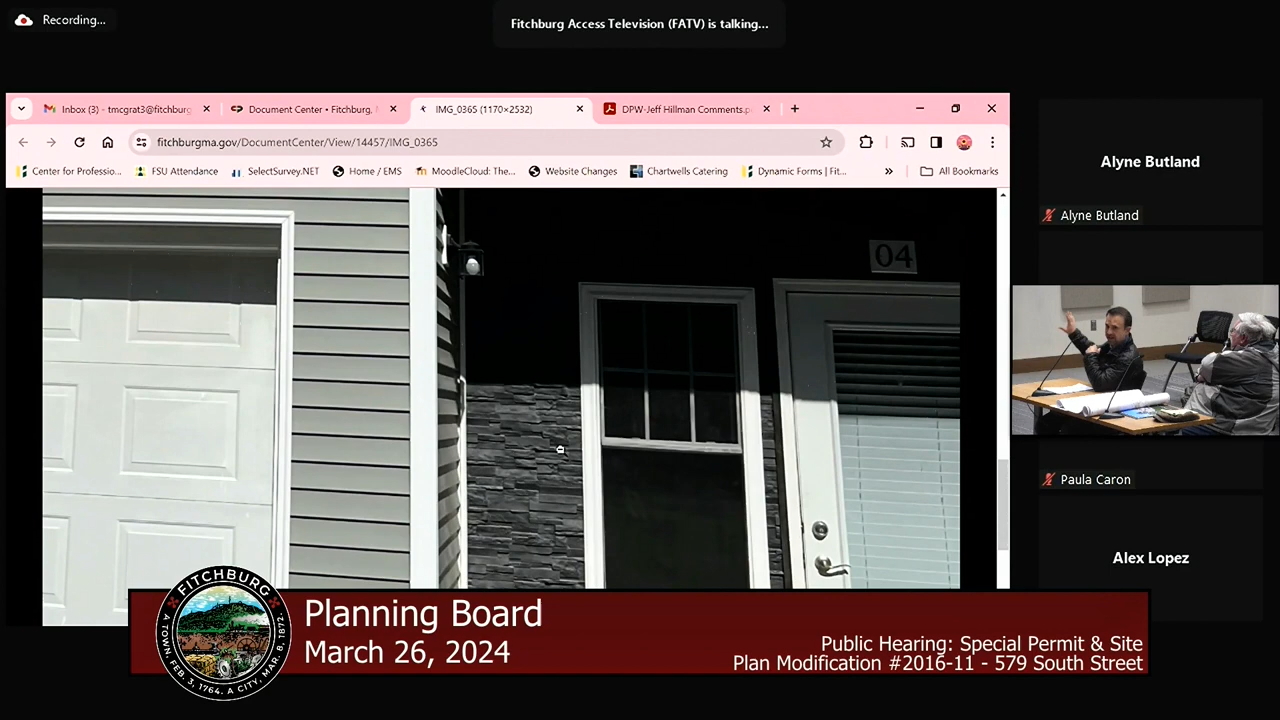 Recording...
Fitchburg Access Television (FATV) is talking...
Inbox (3) - tmcgrat3@fitchburg
Document Center • Fitchburg,
IMG_0365 (1170×2532)
DPW-Jeff Hillman Comments.p
fitchburgma.gov/DocumentCenter/View/14457/IMG_0365
Center for Professio...
FSU Attendance
SelectSurvey.NET
Home / EMS
MoodleCloud: The...
Website Changes
Chartwells Catering
Dynamic Forms | Fit...
All Bookmarks
Alyne Butland
Alyne Butland
04
Paula Caron
Alex Lopez
FITCHBURG
A TOWN, FEB. 3, 1764. A CITY, MAR. 8, 1872.
Planning Board
March 26, 2024
Public Hearing: Special Permit & Site
Plan Modification #2016-11 - 579 South Street